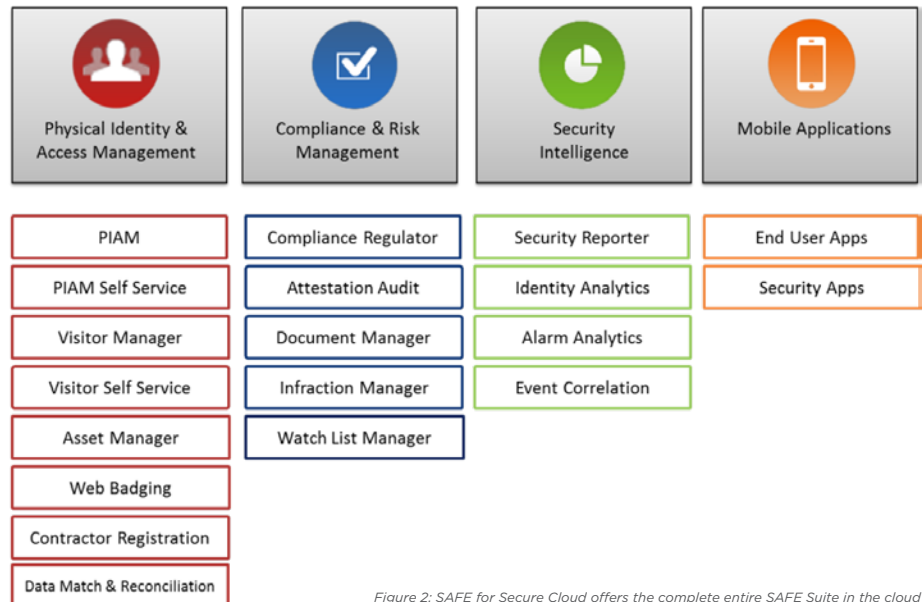 Physical Identity &
Access Management
Compliance & Risk
Management
Security
Intelligence
Mobile Applications
PIAM
PIAM Self Service
Visitor Manager
Visitor Self Service
Asset Manager
Web Badging
Contractor Registration
Data Match & Reconciliation
Compliance Regulator
Attestation Audit
Document Manager
Infraction Manager
Watch List Manager
Security Reporter
Identity Analytics
Alarm Analytics
Event Correlation
End User Apps
Security Apps
Figure 2: SAFE for Secure Cloud offers the complete entire SAFE Suite in the cloud